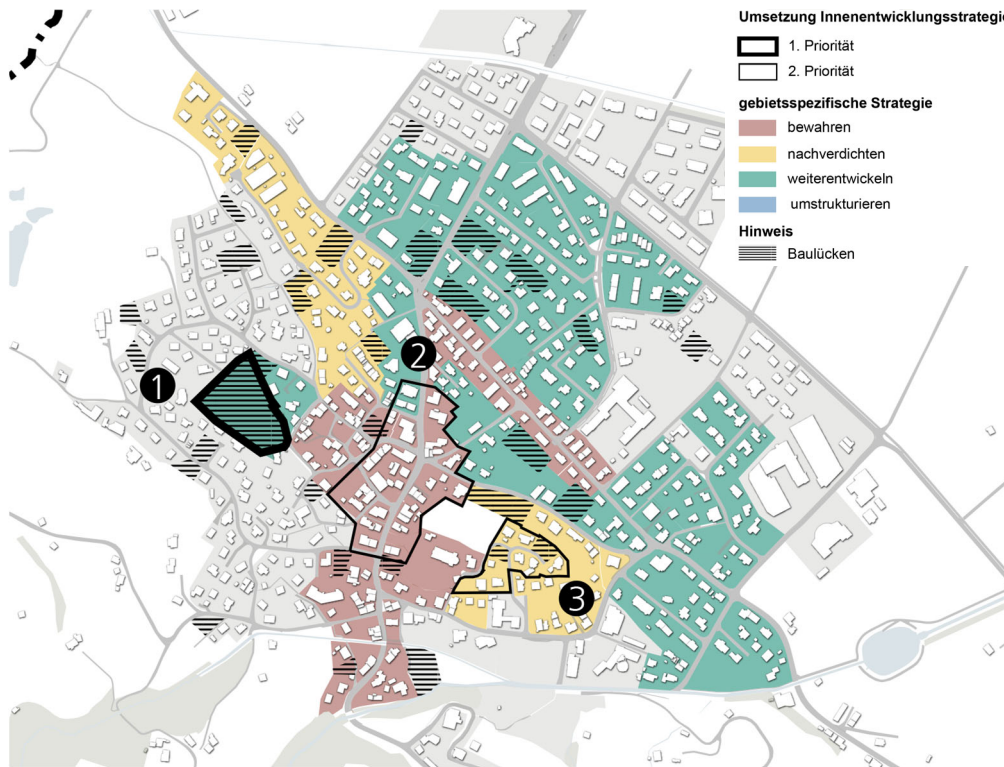 Umsetzung Innenentwicklungsstrategie
1. Priorität
2. Priorität
gebietsspezifische Strategie
bewahren
nachverdichten
weiterentwickeln
umstrukturieren
Hinweis
Baulücken
1
2
3